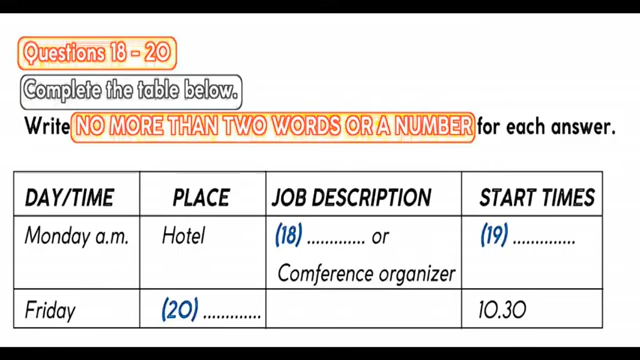 Questions 18 - 20
Complete the table below.
Write NO MORE THAN TWO WORDS OR A NUMBER for each answer.
DAY/TIME PLACE JOB DESCRIPTION START TIMES
Monday a.m. Hotel (18) ............. or (19) ..............
Comference organizer
Friday (20) ............. 10.30